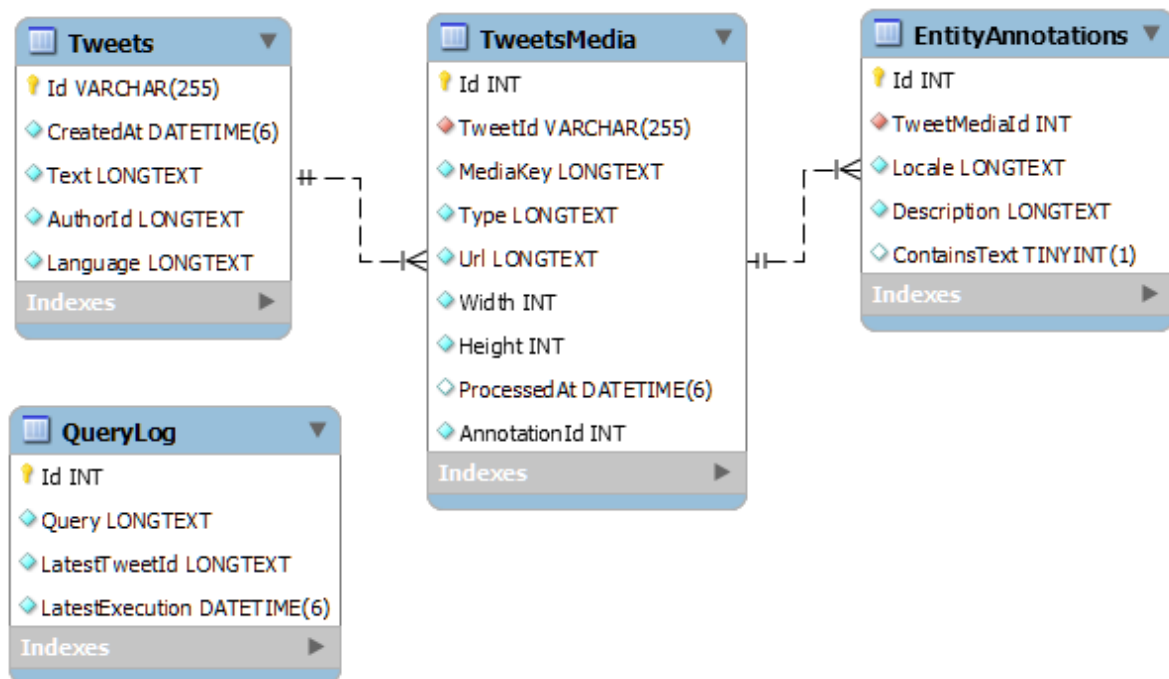 Tweets
Id VARCHAR(255)
CreatedAt DATETIME(6)
Text LONGTEXT
AuthorId LONGTEXT
Language LONGTEXT
Indexes
TweetsMedia
Id INT
TweetId VARCHAR(255)
MediaKey LONGTEXT
Type LONGTEXT
Url LONGTEXT
Width INT
Height INT
ProcessedAt DATETIME(6)
AnnotationId INT
Indexes
EntityAnnotations
Id INT
TweetMediaId INT
Locale LONGTEXT
Description LONGTEXT
ContainsText TINYINT(1)
Indexes
QueryLog
Id INT
Query LONGTEXT
LatestTweetId LONGTEXT
LatestExecution DATETIME(6)
Indexes